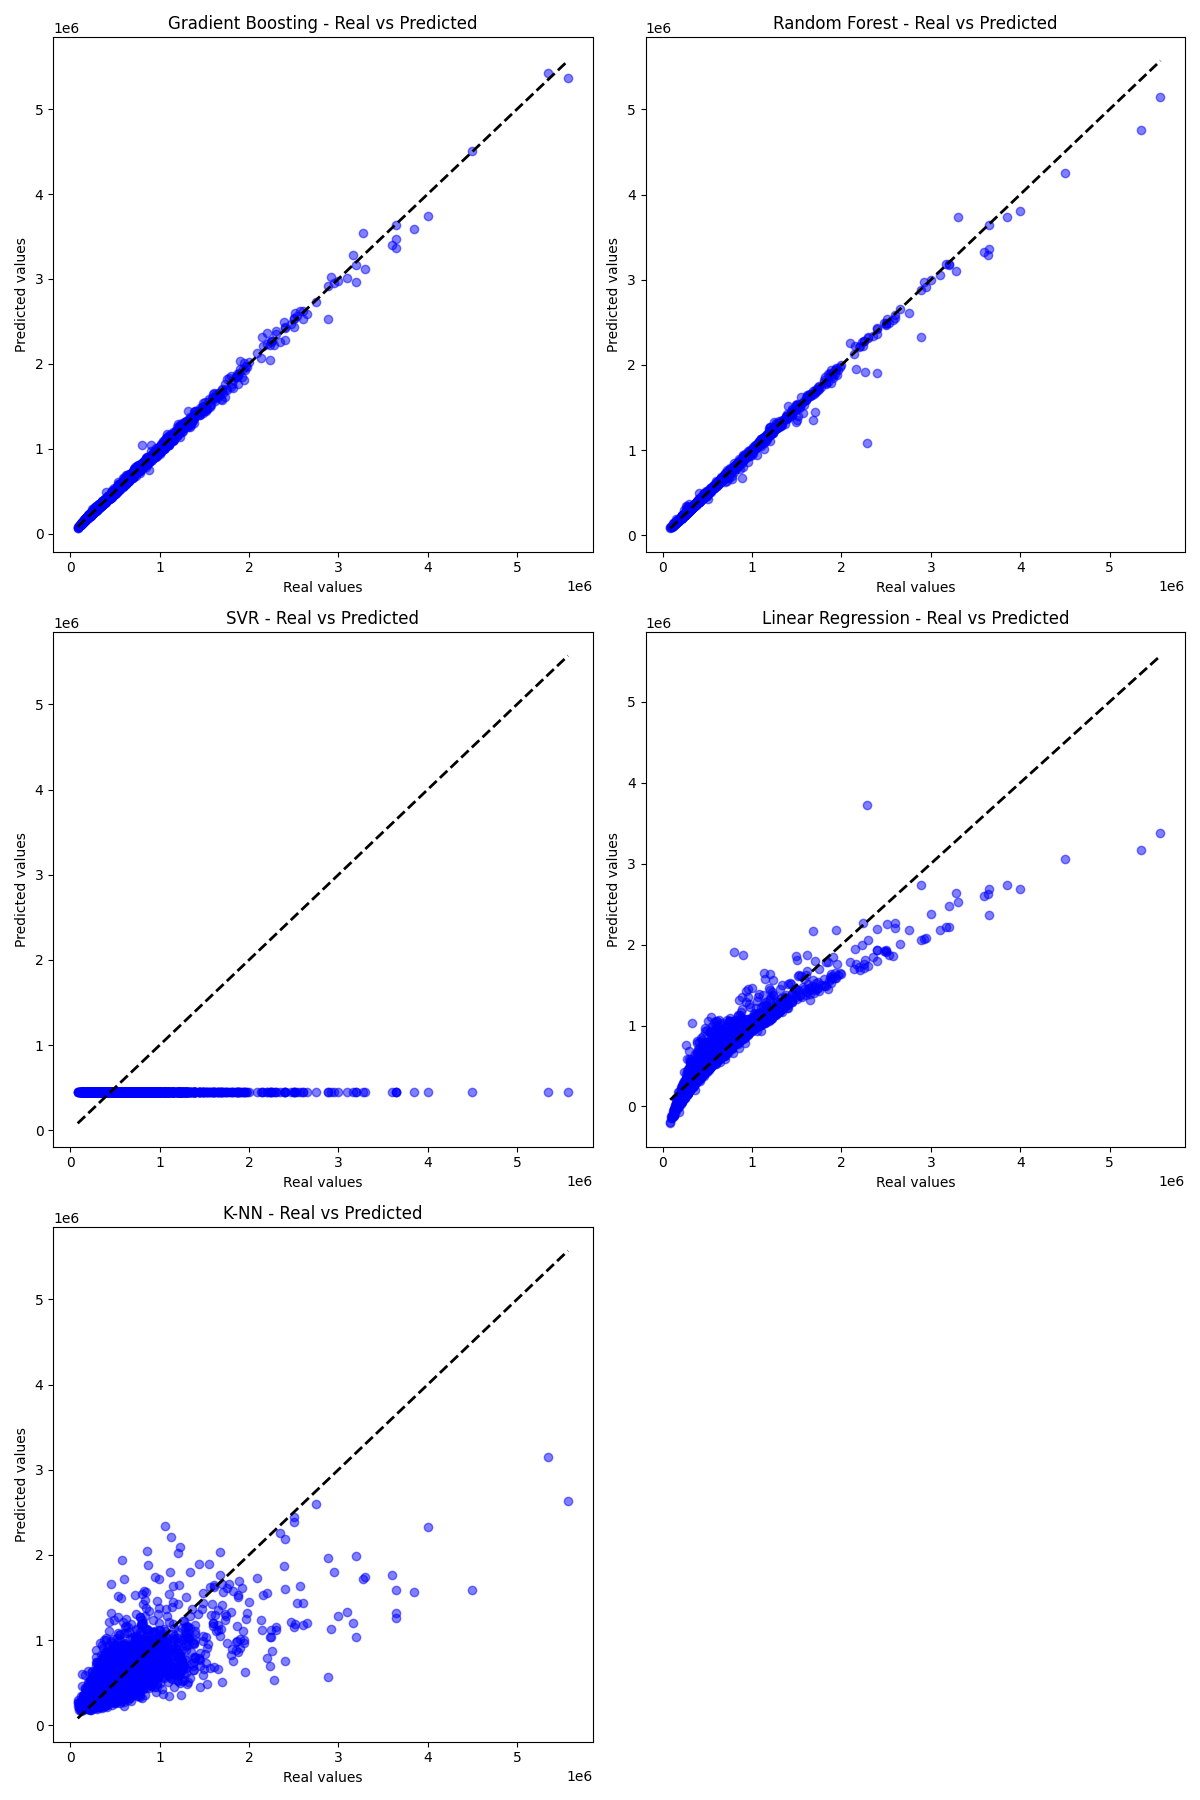 Gradient Boosting - Real vs Predicted
1e6
Predicted values
5
4
3
2
1
0
0 1 2 3 4 5
1e6
Real values
Random Forest - Real vs Predicted
1e6
Predicted values
5
4
3
2
1
0
0 1 2 3 4 5
1e6
Real values
SVR - Real vs Predicted
1e6
Predicted values
5
4
3
2
1
0
0 1 2 3 4 5
1e6
Real values
Linear Regression - Real vs Predicted
1e6
Predicted values
5
4
3
2
1
0
0 1 2 3 4 5
1e6
Real values
K-NN - Real vs Predicted
1e6
Predicted values
5
4
3
2
1
0
0 1 2 3 4 5
1e6
Real values